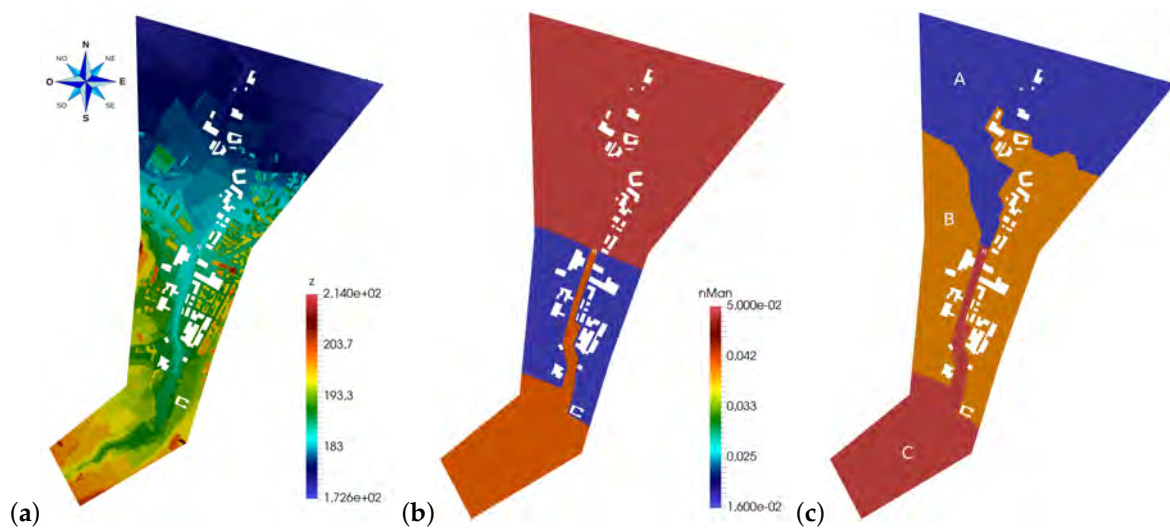 N
NO NE
O E
SO SE
S
z
2.140e+02
203.7
193.3
183
1.726e+02
(a)
nMan
5.000e-02
0.042
0.033
0.025
1.600e-02
(b)
A
B
C
(c)